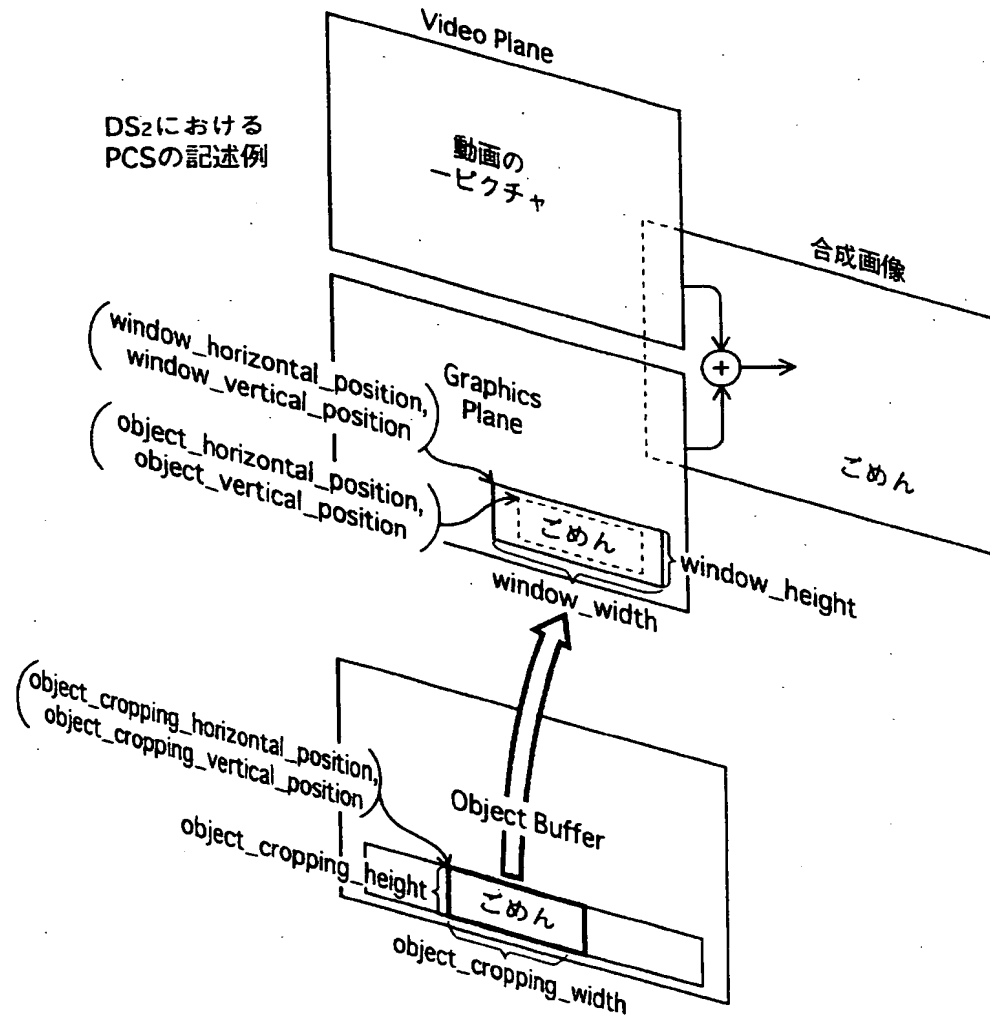 Video Plane
DS2における
PCSの記述例
動画の
一ピクチャ
合成画像
(window_horizontal_position,
window_vertical_position)
Graphics
Plane
+
(object_horizontal_position,
object_vertical_position)
ごめん
ごめん
window_height
window_width
(object_cropping_horizontal_position,
object_cropping_vertical_position)
Object Buffer
object_cropping_height
ごめん
object_cropping_width